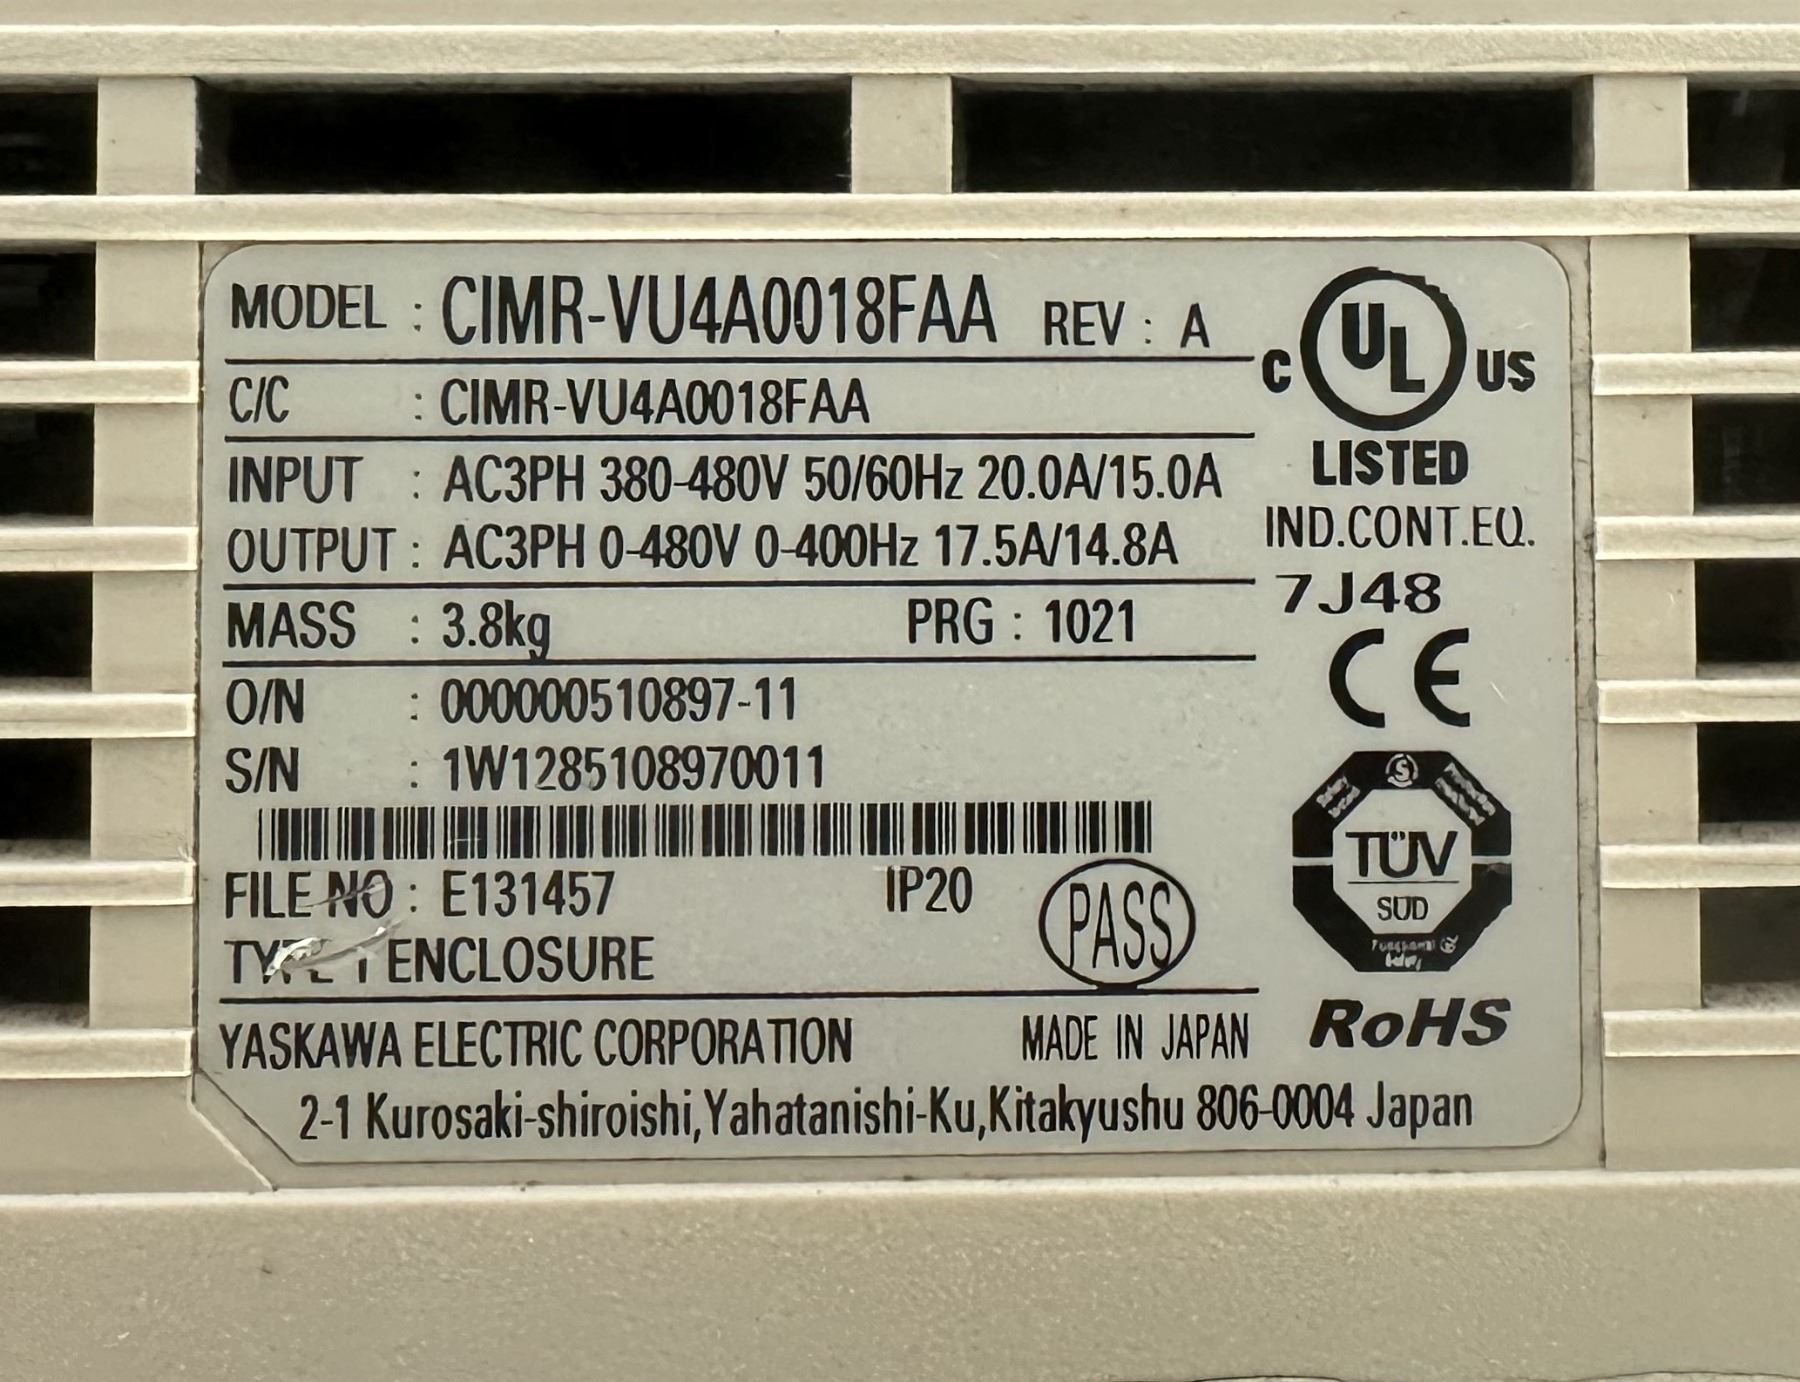 MODEL : CIMR-VU4A0018FAA REV : A
C/C : CIMR-VU4A0018FAA
INPUT : AC3PH 380-480V 50/60Hz 20.0A/15.0A
OUTPUT : AC3PH 0-480V 0-400Hz 17.5A/14.8A
MASS : 3.8kg PRG : 1021
O/N : 000000510897-11
S/N : 1W1285108970011
FILE NO : E131457 IP20
TYPE 1 ENCLOSURE
PASS
YASKAWA ELECTRIC CORPORATION MADE IN JAPAN
2-1 Kurosaki-shiroishi,Yahatanishi-Ku,Kitakyushu 806-0004 Japan
C UL US
LISTED
IND.CONT.EQ.
7J48
CE
TÜV
SÜD
RoHS